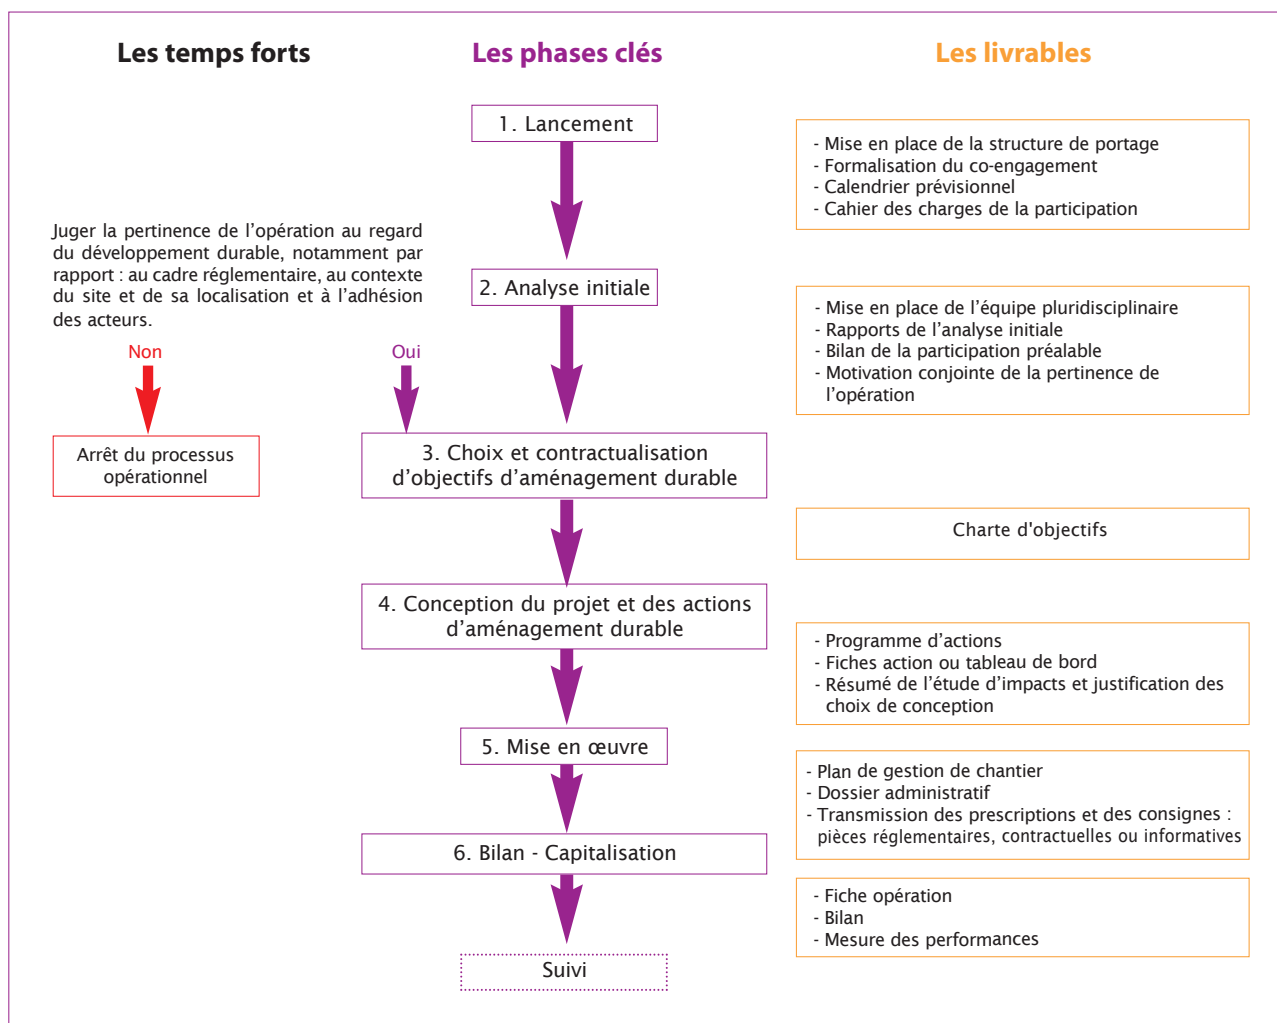 Les temps forts
Les phases clés
Les livrables
1. Lancement
- Mise en place de la structure de portage
- Formalisation du co-engagement
- Calendrier prévisionnel
- Cahier des charges de la participation
Juger la pertinence de l’opération au regard
du développement durable, notamment par
rapport : au cadre réglementaire, au contexte
du site et de sa localisation et à l’adhésion
des acteurs.
2. Analyse initiale
- Mise en place de l’équipe pluridisciplinaire
- Rapports de l’analyse initiale
- Bilan de la participation préalable
- Motivation conjointe de la pertinence de
l’opération
Non
Oui
Arrêt du processus
opérationnel
3. Choix et contractualisation
d’objectifs d’aménagement durable
Charte d'objectifs
4. Conception du projet et des actions
d’aménagement durable
- Programme d’actions
- Fiches action ou tableau de bord
- Résumé de l’étude d’impacts et justification des
choix de conception
5. Mise en œuvre
- Plan de gestion de chantier
- Dossier administratif
- Transmission des prescriptions et des consignes :
pièces réglementaires, contractuelles ou informatives
6. Bilan - Capitalisation
- Fiche opération
- Bilan
- Mesure des performances
Suivi